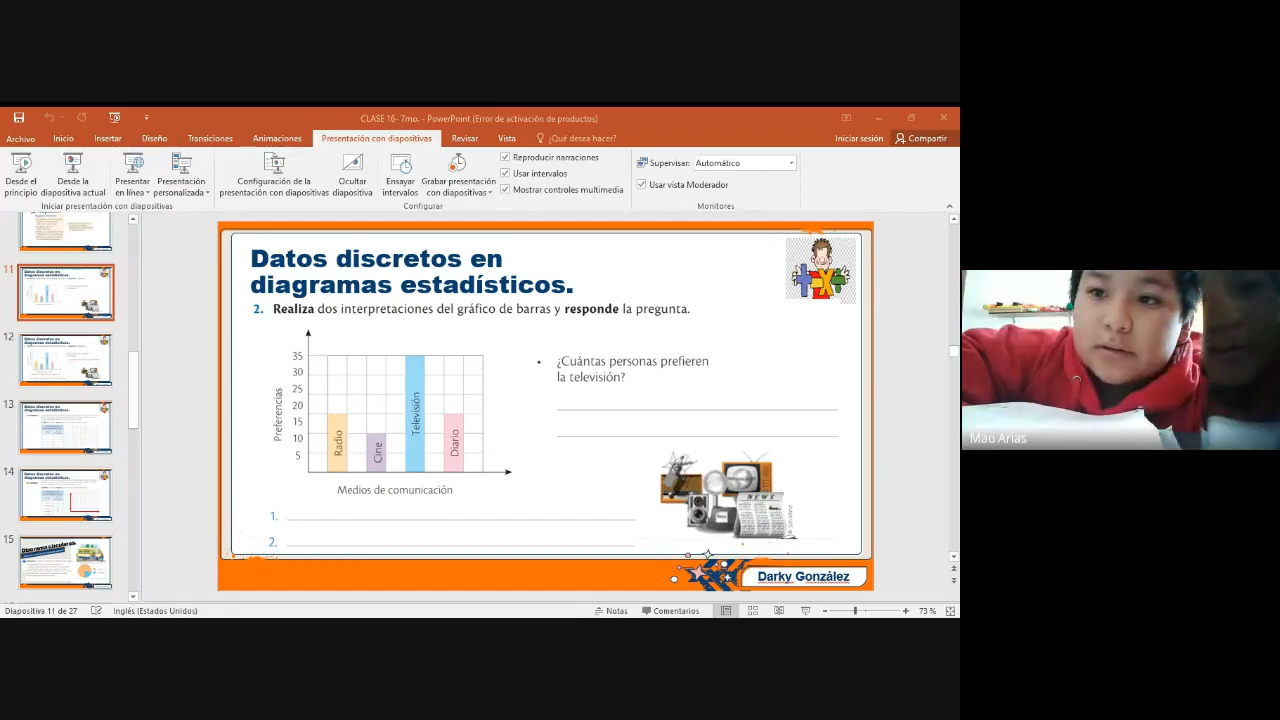 CLASE 16- 7mo. - PowerPoint (Error de activación de productos)
Archivo Inicio Insertar Diseño Transiciones Animaciones Presentación con diapositivas Revisar Vista ¿Qué desea hacer? Iniciar sesión Compartir
Desde el principio
Desde la diapositiva actual
Presentar en línea
Presentación personalizada
Configuración de la presentación con diapositivas
Ocultar diapositiva
Ensayar intervalos
Grabar presentación con diapositivas
Reproducir narraciones
Usar intervalos
Mostrar controles multimedia
Supervisar: Automático
Usar vista Moderador
Iniciar presentación con diapositivas
Configurar
Monitores
11
12
13
14
15
Datos discretos en
diagramas estadísticos.
2. Realiza dos interpretaciones del gráfico de barras y responde la pregunta.
Preferencias
35
30
25
20
15
10
5
Radio
Cine
Televisión
Diario
Medios de comunicación
• ¿Cuántas personas prefieren
la televisión?
1.
2.
NEWS
Darky González
Mau Arias
Diapositiva 11 de 27 Inglés (Estados Unidos) Notas Comentarios 73 %